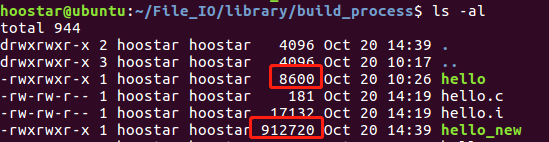 hoostar@ubuntu:~/File_IO/library/build_process$ ls -al
total 944
drwxrwxr-x 2 hoostar hoostar 4096 Oct 20 14:39 .
drwxrwxr-x 3 hoostar hoostar 4096 Oct 20 10:17 ..
-rwxrwxr-x 1 hoostar hoostar 8600 Oct 20 10:26 hello
-rw-rw-r-- 1 hoostar hoostar 181 Oct 20 14:19 hello.c
-rw-rw-r-- 1 hoostar hoostar 17132 Oct 20 14:19 hello.i
-rwxrwxr-x 1 hoostar hoostar 912720 Oct 20 14:39 hello_new